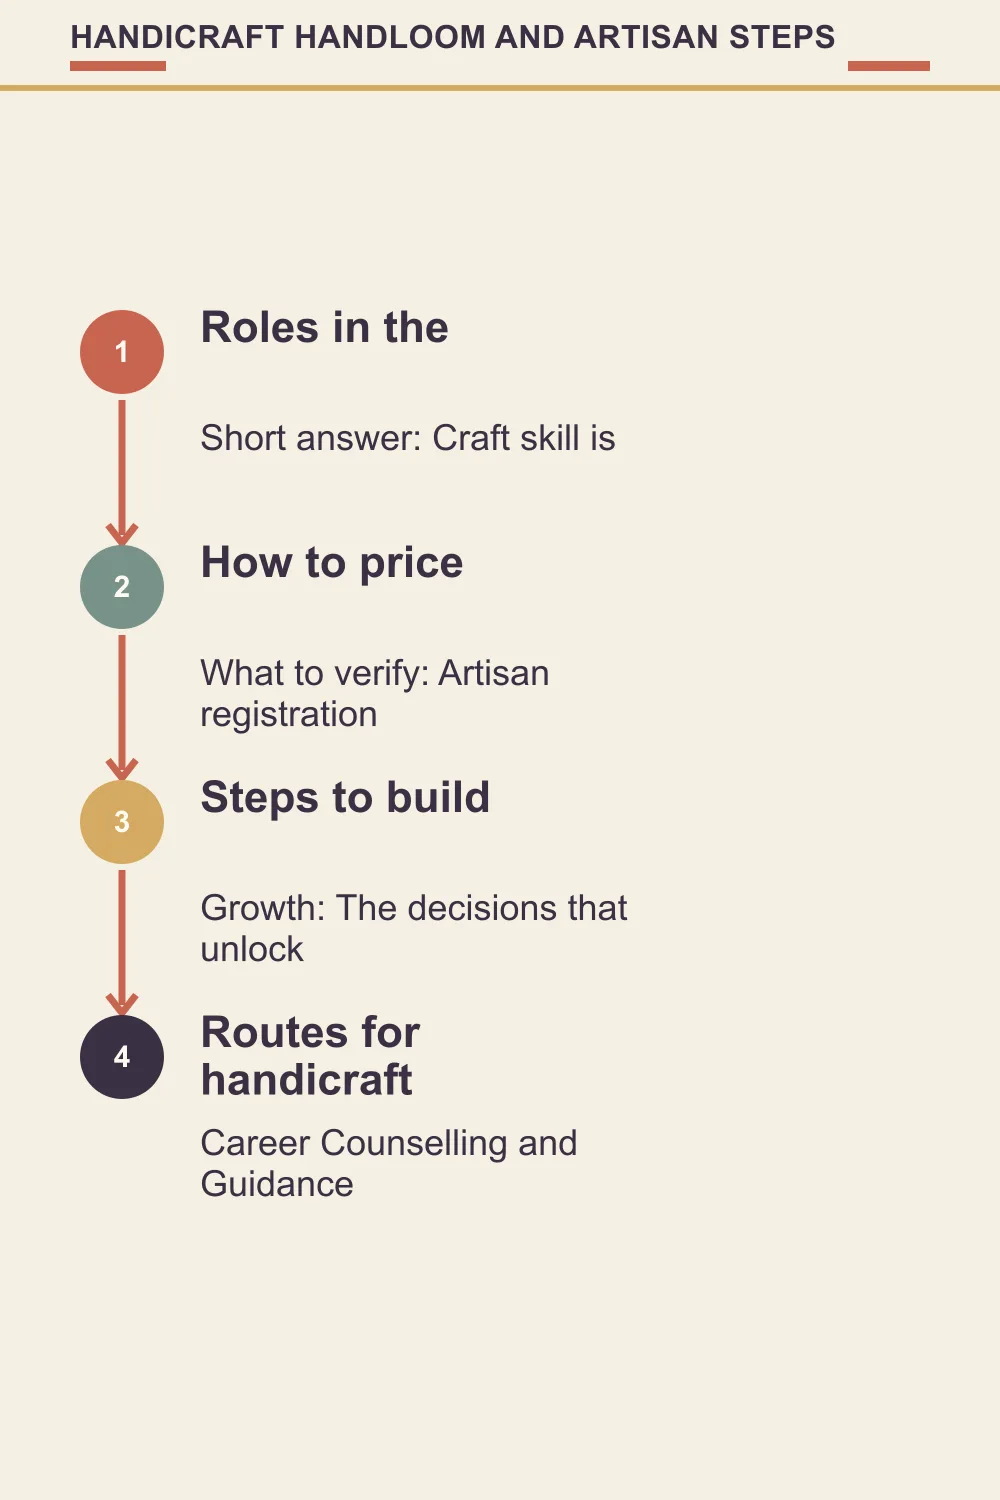 HANDICRAFT HANDLOOM AND ARTISAN STEPS
1
Roles in the
Short answer: Craft skill is
2
How to price
What to verify: Artisan
registration
3
Steps to build
Growth: The decisions that
unlock
4
Routes for
handicraft
Career Counselling and
Guidance